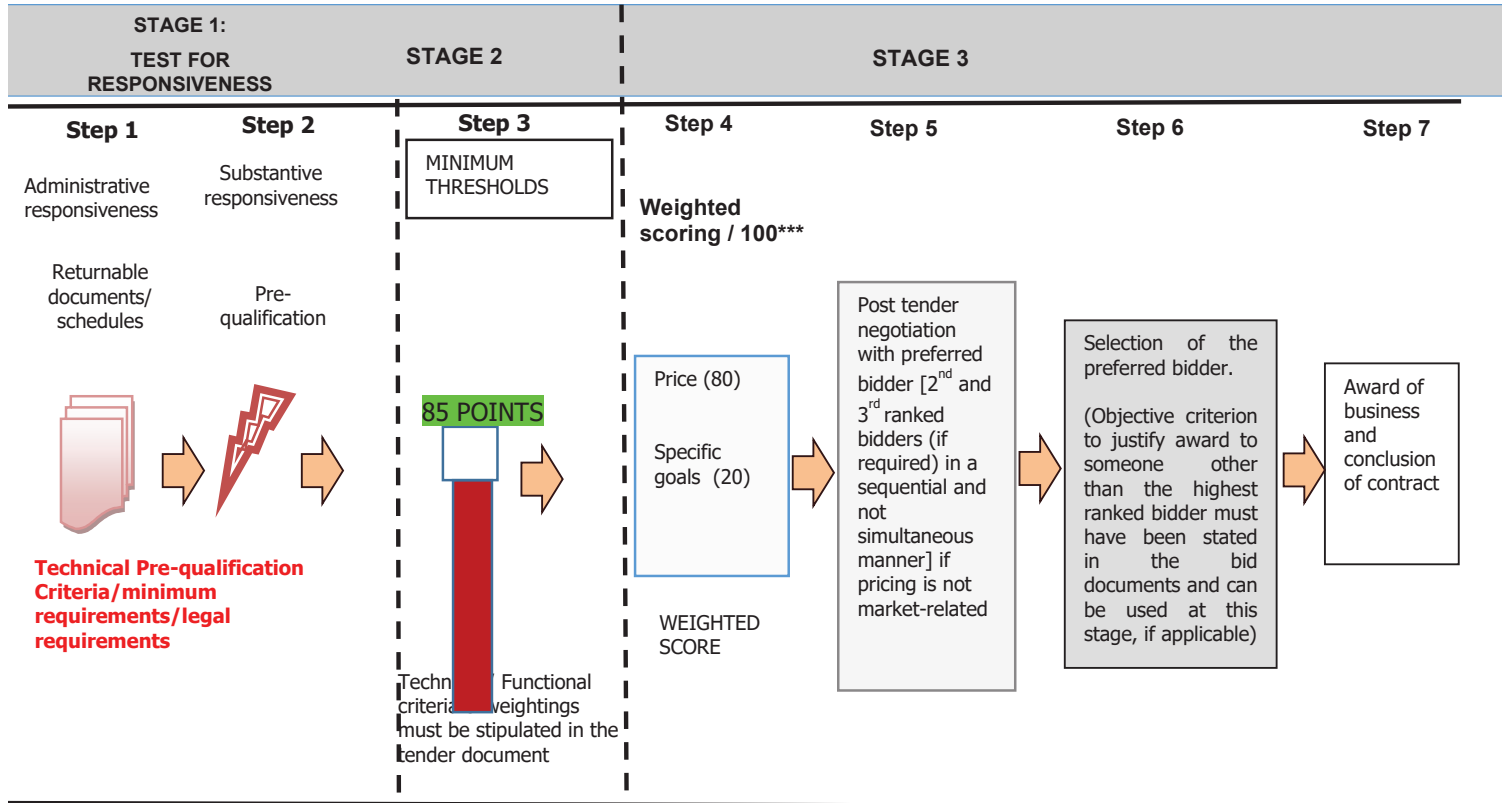 STAGE 1:
TEST FOR
RESPONSIVENESS
STAGE 2
STAGE 3
Step 1
Step 2
Step 3
Step 4
Step 5
Step 6
Step 7
Administrative
responsiveness
Returnable
documents/
schedules
Substantive
responsiveness
Pre-
qualification
Technical Pre-qualification
Criteria/minimum
requirements/legal
requirements
MINIMUM
THRESHOLDS
85 POINTS
Functional
must be stipulated in the
tender document
Weighted
scoring / 100***
Price (80)
Specific
goals (20)
WEIGHTED
SCORE
Post tender
negotiation
with preferred
bidder [2nd and
3rd ranked
bidders (if
required) in a
sequential and
not
simultaneous
manner] if
pricing is not
market-related
Selection of the
preferred bidder.
(Objective criterion
to justify award to
someone other
than the highest
ranked bidder must
have been stated
in the bid
documents and can
be used at this
stage, if applicable)
Award of
business
and
conclusion
of contract